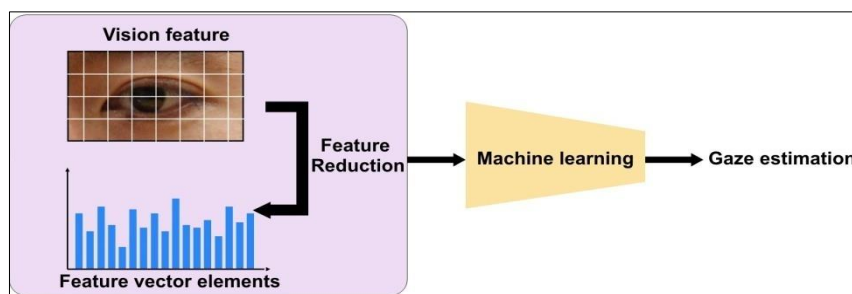 Vision feature
Feature
Reduction
Machine learning
Gaze estimation
Feature vector elements